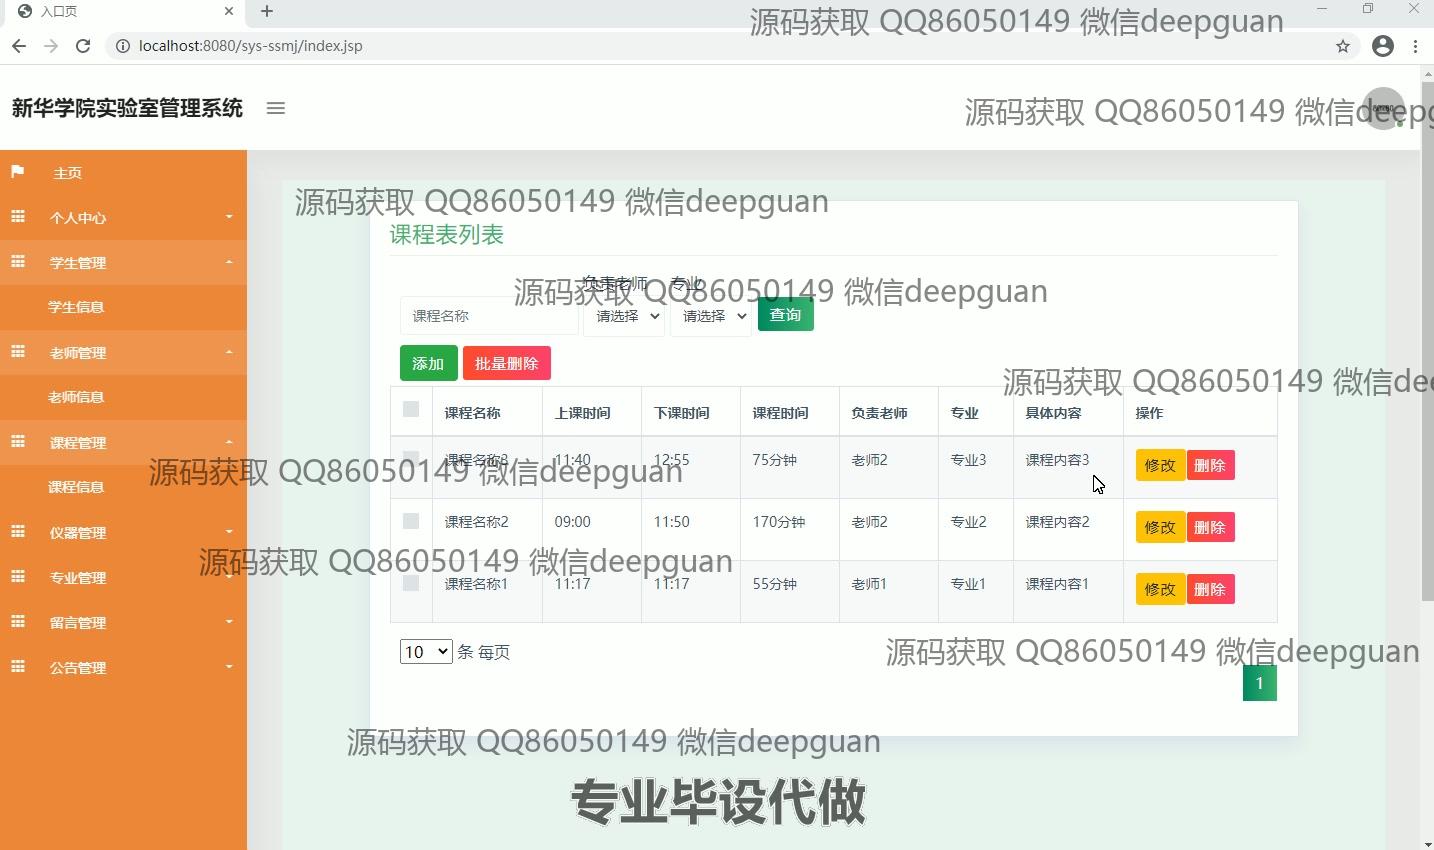 入口页
源码获取 QQ86050149 微信deepguan
localhost:8080/sys-ssmj/index.jsp
新华学院实验室管理系统
源码获取 QQ86050149 微信deepg
主页
个人中心
学生管理
学生信息
老师管理
老师信息
课程管理
课程信息
仪器管理
专业管理
留言管理
公告管理
源码获取 QQ86050149 微信deepguan
课程表列表
负责老师 专业
源码获取 QQ86050149 微信deepguan
课程名称 请选择 请选择 查询
添加 批量删除
源码获取 QQ86050149 微信dee
课程名称 上课时间 下课时间 课程时间 负责老师 专业 具体内容 操作
课程名称3 11:40 12:55 75分钟 老师2 专业3 课程内容3 修改 删除
源码获取 QQ86050149 微信deepguan
课程名称2 09:00 11:50 170分钟 老师2 专业2 课程内容2 修改 删除
源码获取 QQ86050149 微信deepguan
课程名称1 11:17 11:17 55分钟 老师1 专业1 课程内容1 修改 删除
10 条 每页
源码获取 QQ86050149 微信deepguan
1
源码获取 QQ86050149 微信deepguan
专业毕设代做